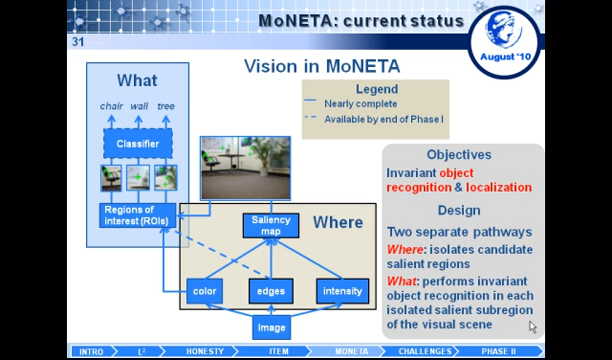 MoNETA: current status
31
August '10
Vision in MoNETA
What
chair wall tree
Classifier
Regions of
interest (ROIs)
Legend
Nearly complete
Available by end of Phase I
Saliency
map
Where
color
edges
intensity
Image
Objectives
Invariant object
recognition & localization
Design
Two separate pathways
Where: isolates candidate
salient regions
What: performs invariant
object recognition in each
isolated salient subregion
of the visual scene
INTRO L² HONESTY ITEM MONETA CHALLENGES PHASE II